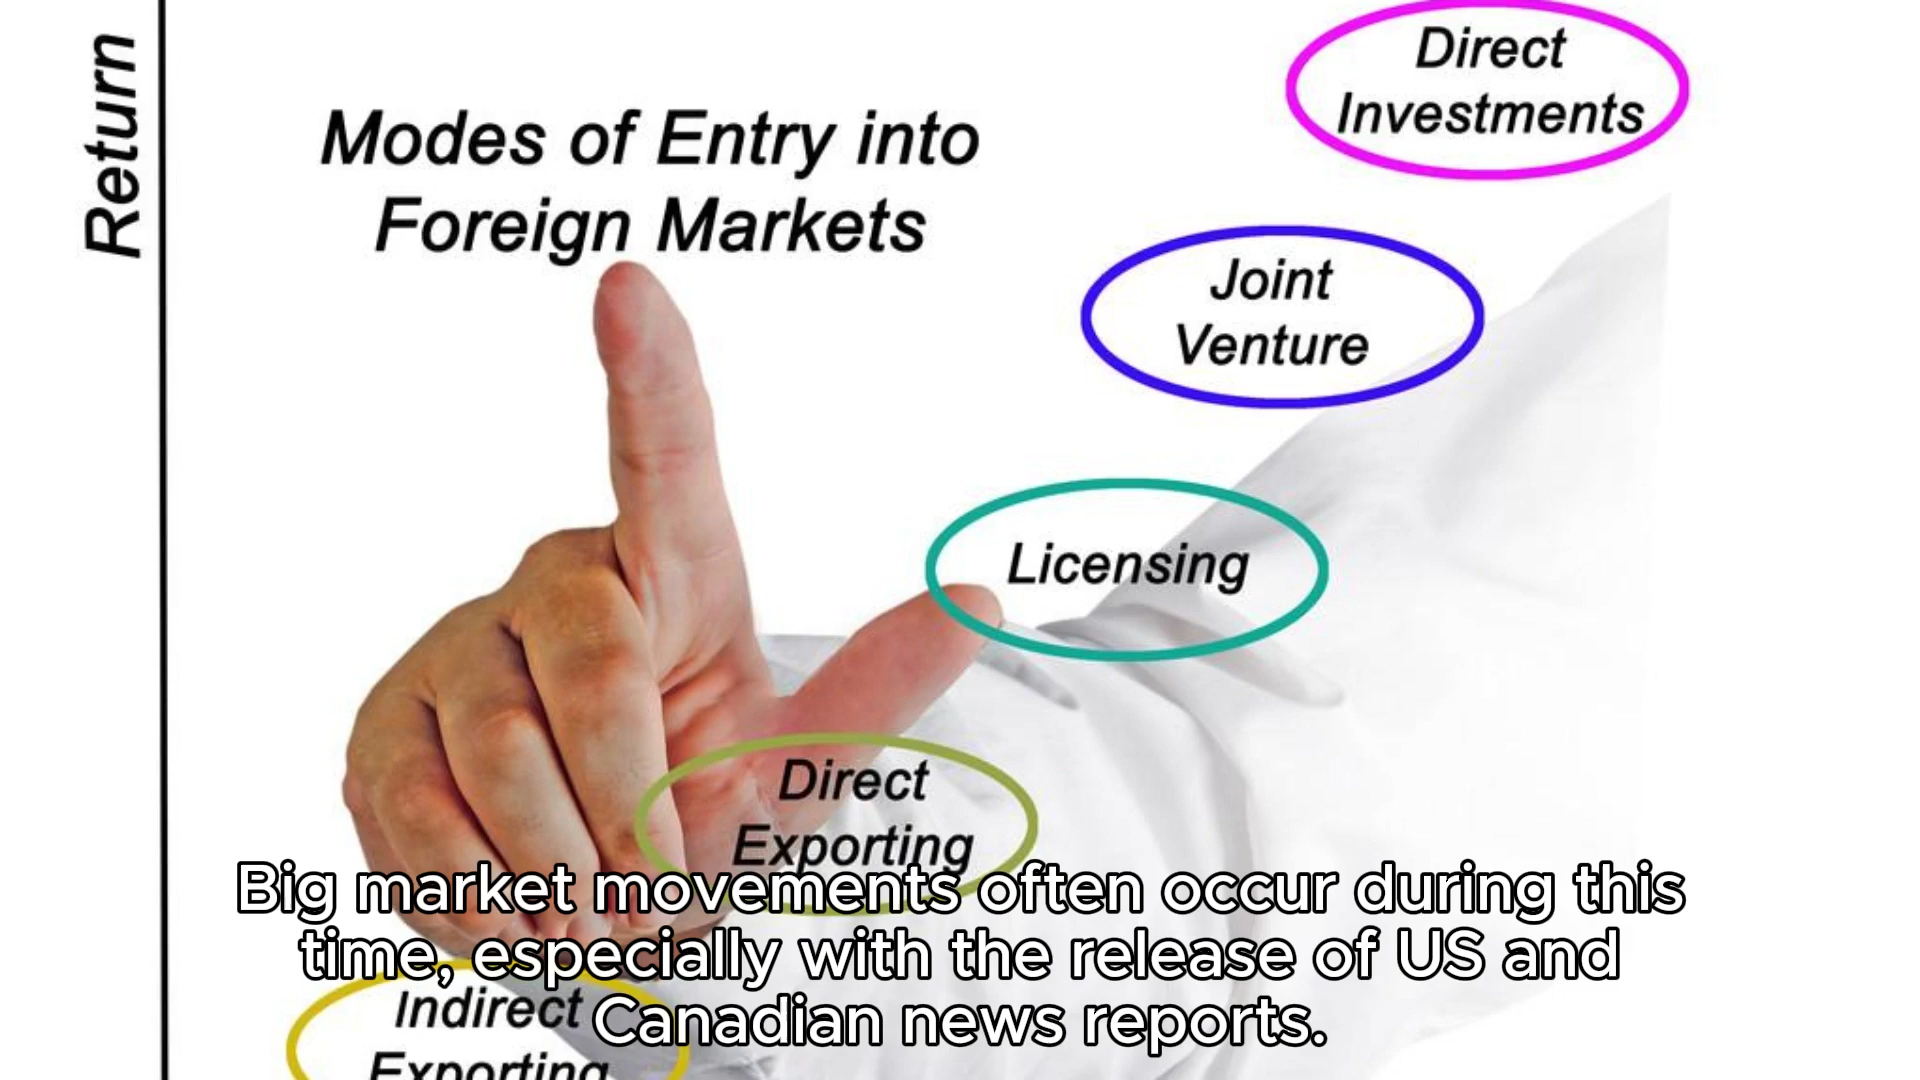 Return
Modes of Entry into
Foreign Markets
Direct
Investments
Joint
Venture
Licensing
Direct
Exporting
Indirect
Exporting
Big market movements often occur during this
time, especially with the release of US and
Canadian news reports.